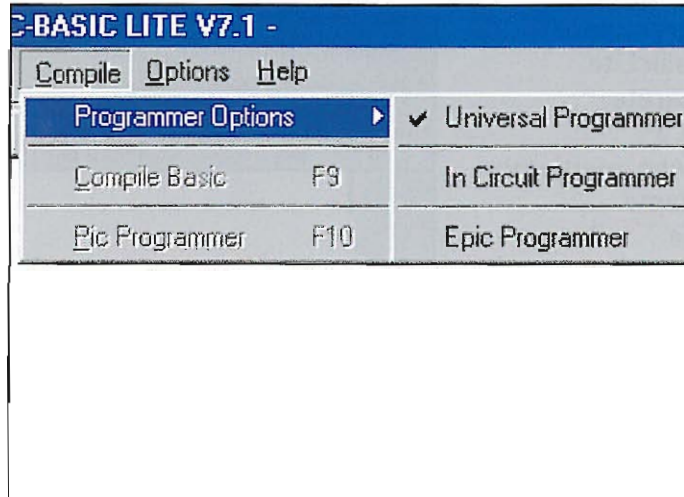 C-BASIC LITE V7.1 -
Compile Options Help
Programmer Options
Compile Basic F9
Pic Programmer F10
Universal Programmer
In Circuit Programmer
Epic Programmer